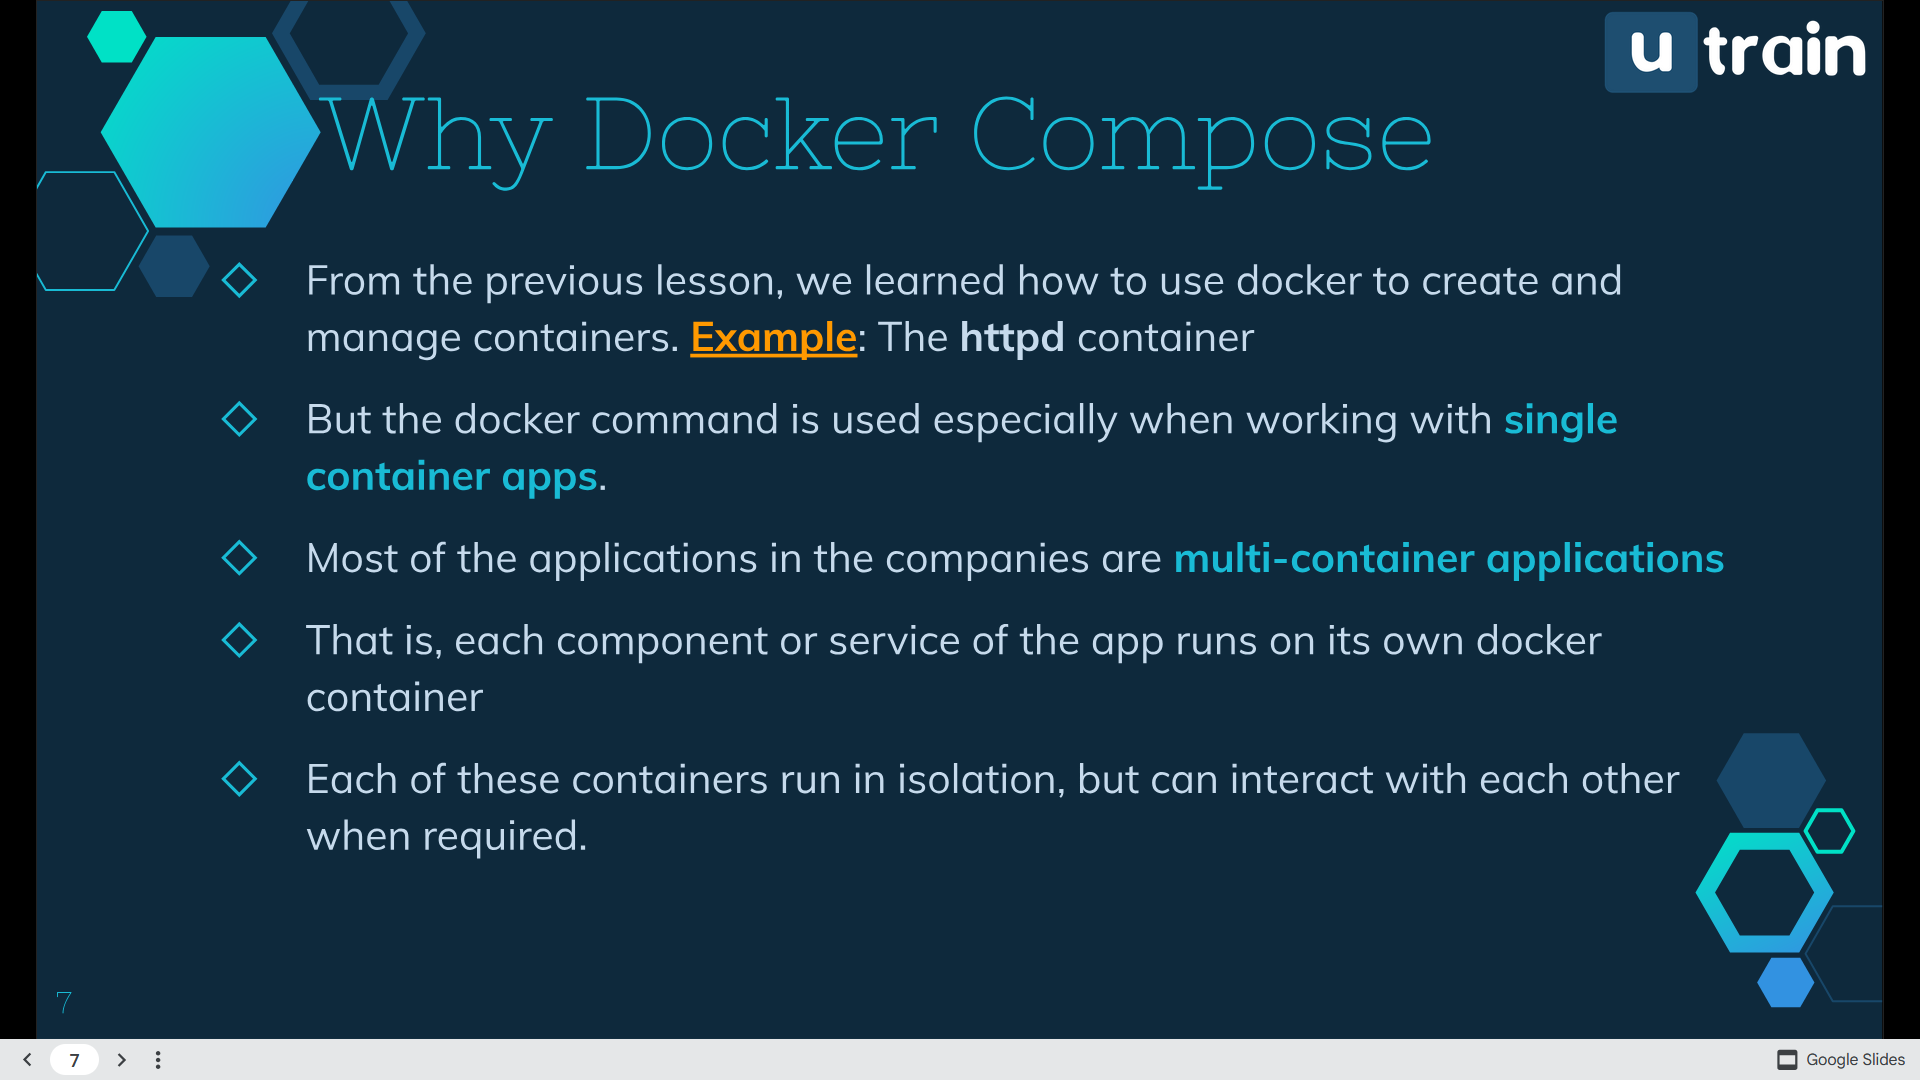 u train
Why Docker Compose
From the previous lesson, we learned how to use docker to create and
manage containers. Example: The httpd container
But the docker command is used especially when working with single
container apps.
Most of the applications in the companies are multi-container applications
That is, each component or service of the app runs on its own docker
container
Each of these containers run in isolation, but can interact with each other
when required.
7
7
Google Slides